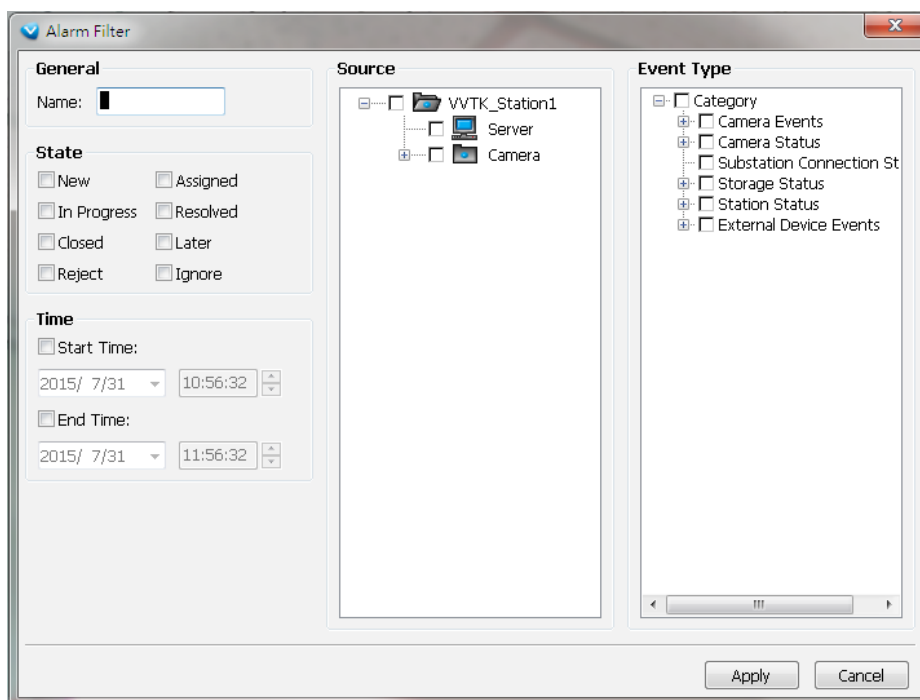 Alarm Filter
General
Name:
State
New Assigned
In Progress Resolved
Closed Later
Reject Ignore
Time
Start Time:
2015/ 7/31 10:56:32
End Time:
2015/ 7/31 11:56:32
Source
VVTK_Station1
Server
Camera
Event Type
Category
Camera Events
Camera Status
Substation Connection St
Storage Status
Station Status
External Device Events
Apply Cancel